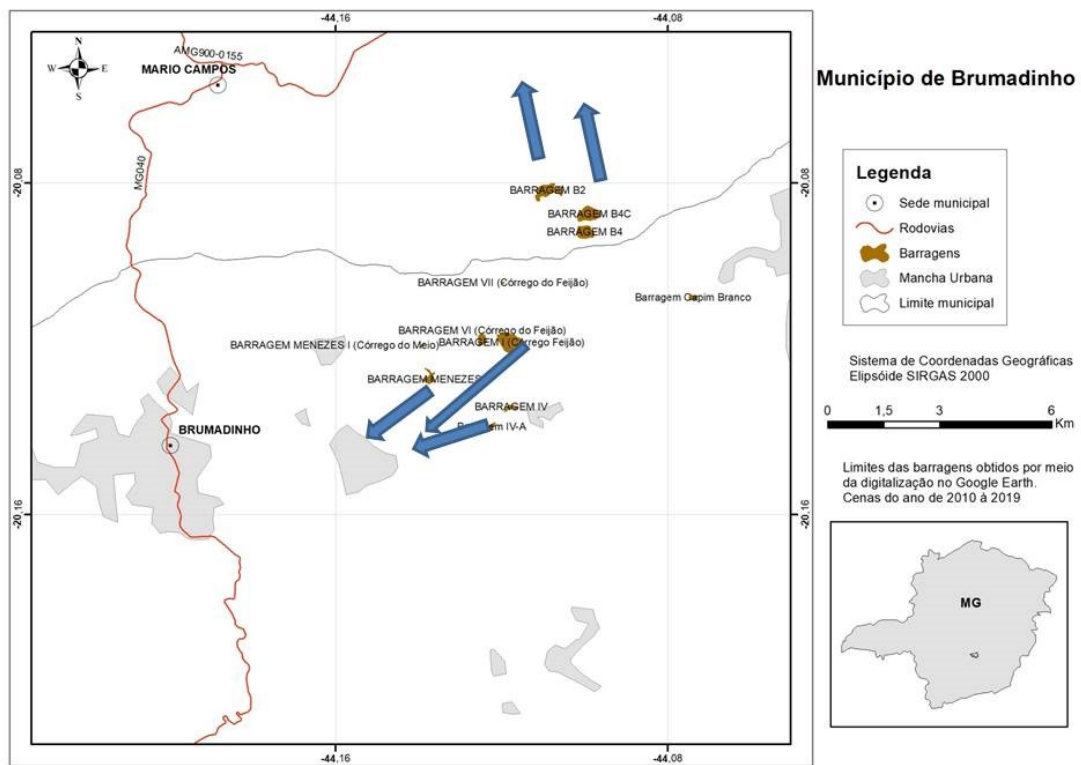 -44,16
-44,08
AMG900-0155
N
W
E
S
MARIO CAMPOS
Município de Brumadinho
MG040
-20,08
-20,08
BARRAGEM B2
BARRAGEM B4C
BARRAGEM B4
BARRAGEM VII (Córrego do Feijão)
Barragem Capim Branco
BARRAGEM VI (Córrego do Feijão)
BARRAGEM MENEZES I (Córrego do Meio)
BARRAGEM I (Córrego Feijão)
BARRAGEM MENEZES
BARRAGEM IV
IV-A
BRUMADINHO
-20,16
-20,16
-44,16
-44,08
Legenda
Sede municipal
Rodovias
Barragens
Mancha Urbana
Limite municipal
Sistema de Coordenadas Geográficas
Elipsóide SIRGAS 2000
0 1,5 3 6
Km
Limites das barragens obtidos por meio
da digitalização no Google Earth.
Cenas do ano de 2010 à 2019
MG